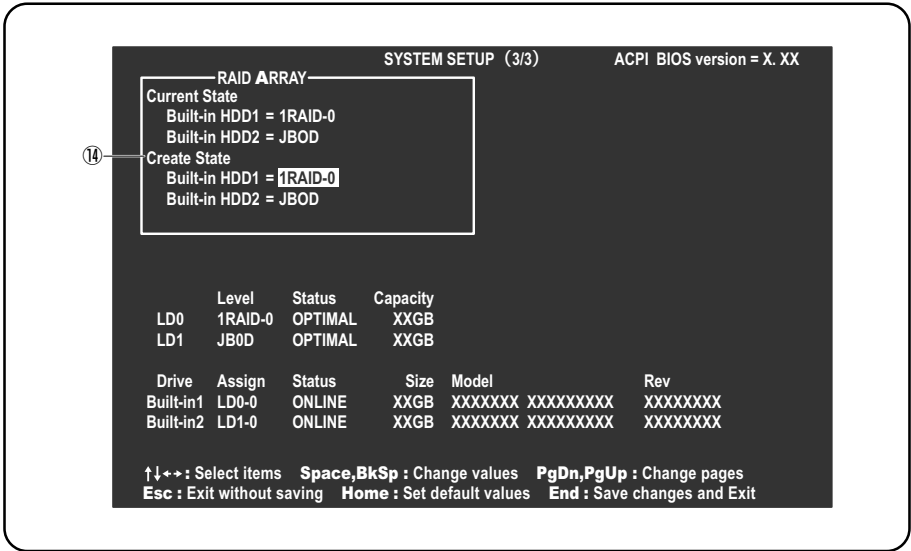 SYSTEM SETUP (3/3) ACPI BIOS version = X. XX
RAID ARRAY
Current State
Built-in HDD1 = 1RAID-0
Built-in HDD2 = JBOD
⑭ Create State
Built-in HDD1 = 1RAID-0
Built-in HDD2 = JBOD
Level Status Capacity
LD0 1RAID-0 OPTIMAL XXGB
LD1 JB0D OPTIMAL XXGB
Drive Assign Status Size Model Rev
Built-in1 LD0-0 ONLINE XXGB XXXXXXX XXXXXXXXX XXXXXXXX
Built-in2 LD1-0 ONLINE XXGB XXXXXXX XXXXXXXXX XXXXXXXX
↑↓←→ : Select items Space,BkSp : Change values PgDn,PgUp : Change pages
Esc : Exit without saving Home : Set default values End : Save changes and Exit